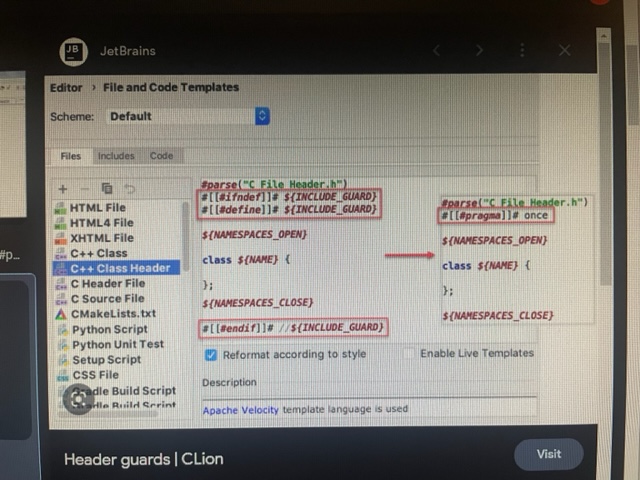 JB
JetBrains
Editor › File and Code Templates
Scheme: Default
Files Includes Code
HTML File
HTML4 File
XHTML File
C++ Class
C++ Class Header
C Header File
C Source File
CMakeLists.txt
Python Script
Python Unit Test
Setup Script
CSS File
Gradle Build Script
Gradle Build Script
#parse("C File Header.h")
#[[#ifndef]]# ${INCLUDE_GUARD}
#[[#define]]# ${INCLUDE_GUARD}
${NAMESPACES_OPEN}
class ${NAME} {
};
${NAMESPACES_CLOSE}
#[[#endif]]# //${INCLUDE_GUARD}
#parse("C File Header.h")
#[[#pragma]]# once
${NAMESPACES_OPEN}
class ${NAME} {
};
${NAMESPACES_CLOSE}
Reformat according to style Enable Live Templates
Description
Apache Velocity template language is used
#p...
Header guards | CLion
Visit